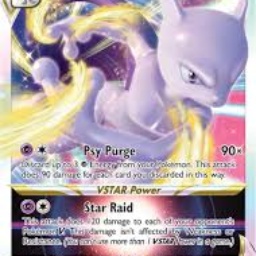 Psy Purge 90×
Discard up to 3 Energy from your Pokémon. This attack
does 90 damage for each card you discarded in this way.
VSTAR Power
Star Raid
This attack does 120 damage to each of your opponent's
Pokémon V. This damage isn't affected by Weakness or
Resistance. (You can't use more than 1 VSTAR Power in a game.)